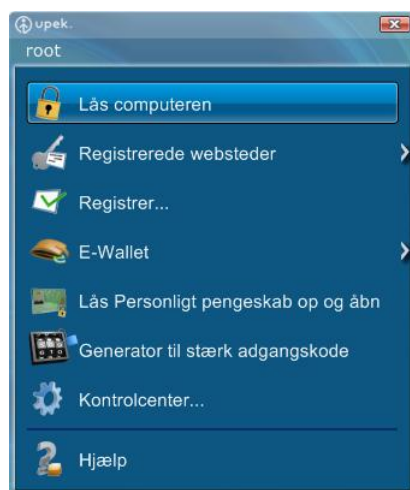 upek.
root
Lås computeren
Registrerede websteder
Registrer...
E-Wallet
Lås Personligt pengeskab op og åbn
Generator til stærk adgangskode
Kontrolcenter...
Hjælp